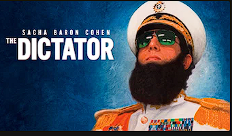 SACHA BARON COHEN
THE DICTATOR